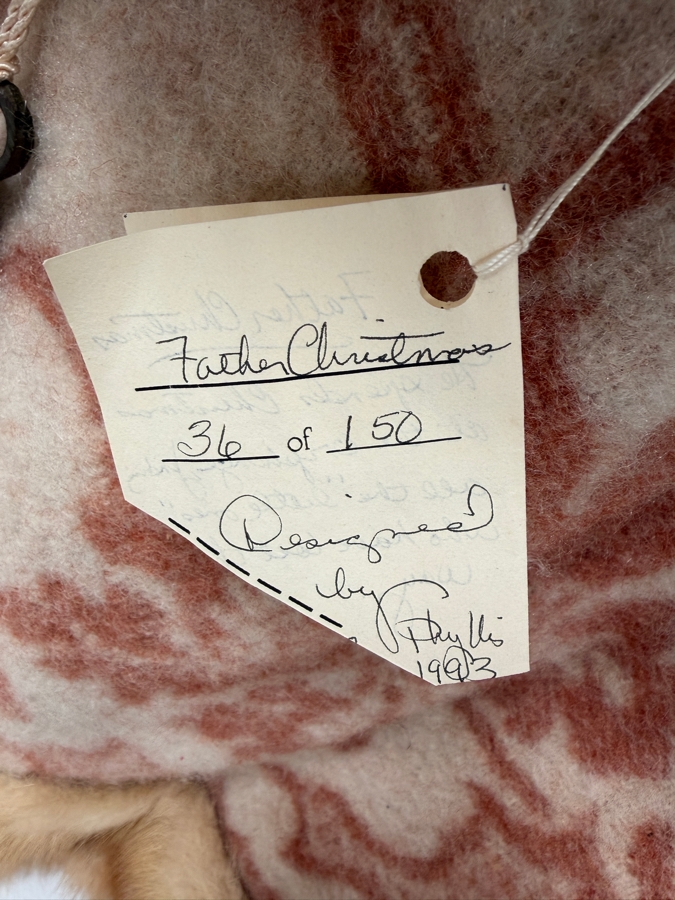 Father Christmas
36 of 150
Designed
by Phyllis
1993